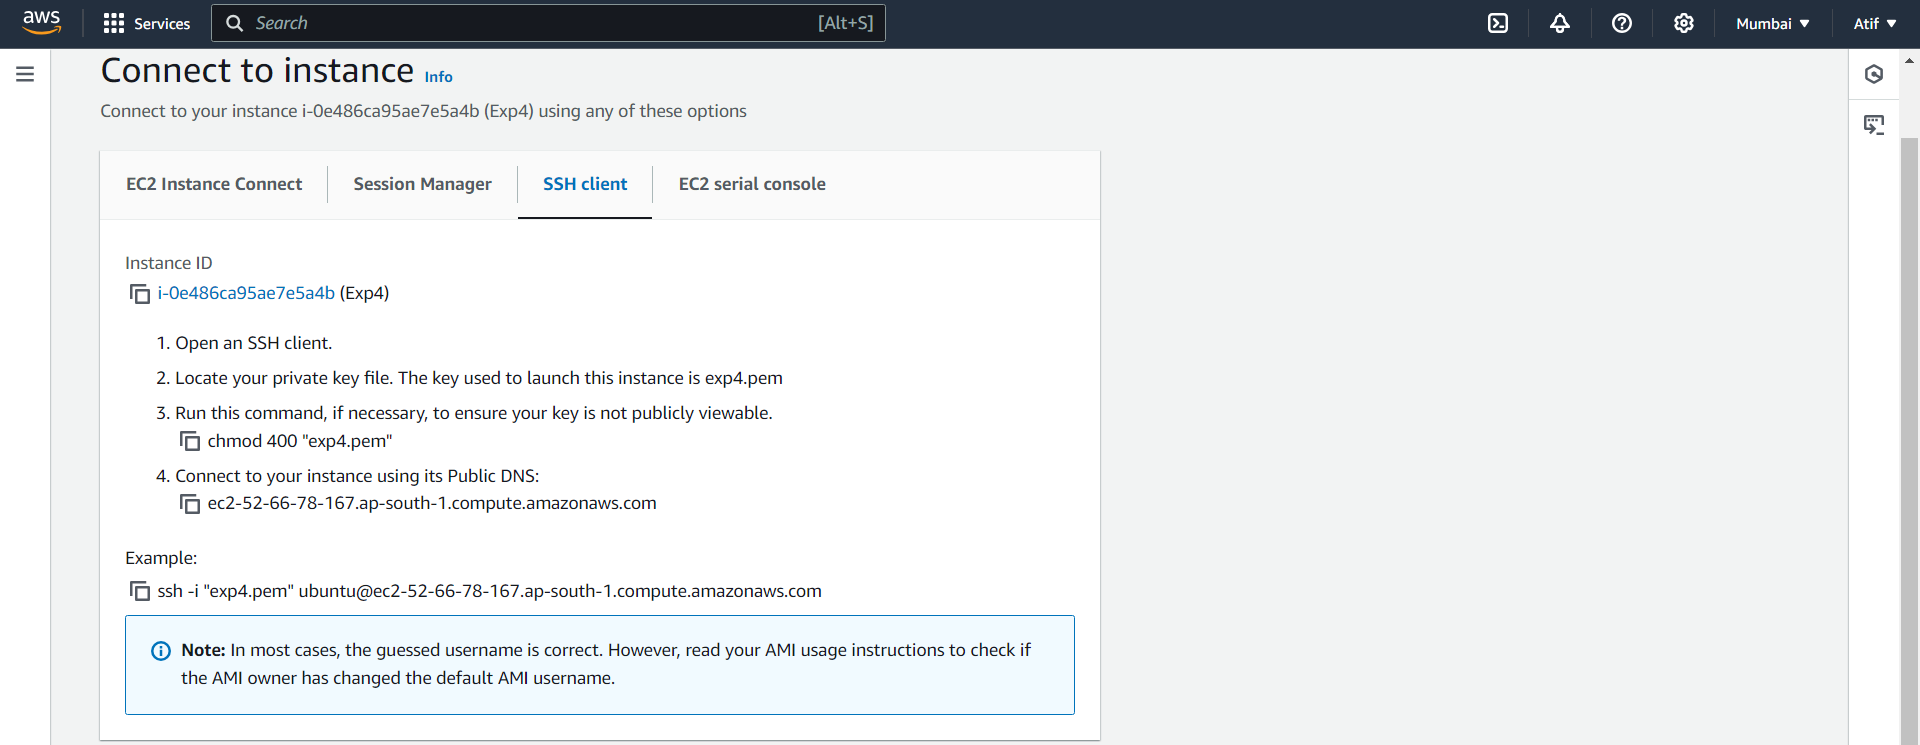 aws
Services
Search
[Alt+S]
Mumbai
Atif
Connect to instance Info
Connect to your instance i-0e486ca95ae7e5a4b (Exp4) using any of these options
EC2 Instance Connect
Session Manager
SSH client
EC2 serial console
Instance ID
i-0e486ca95ae7e5a4b (Exp4)
1. Open an SSH client.
2. Locate your private key file. The key used to launch this instance is exp4.pem
3. Run this command, if necessary, to ensure your key is not publicly viewable.
chmod 400 "exp4.pem"
4. Connect to your instance using its Public DNS:
ec2-52-66-78-167.ap-south-1.compute.amazonaws.com
Example:
ssh -i "exp4.pem" ubuntu@ec2-52-66-78-167.ap-south-1.compute.amazonaws.com
Note: In most cases, the guessed username is correct. However, read your AMI usage instructions to check if
the AMI owner has changed the default AMI username.